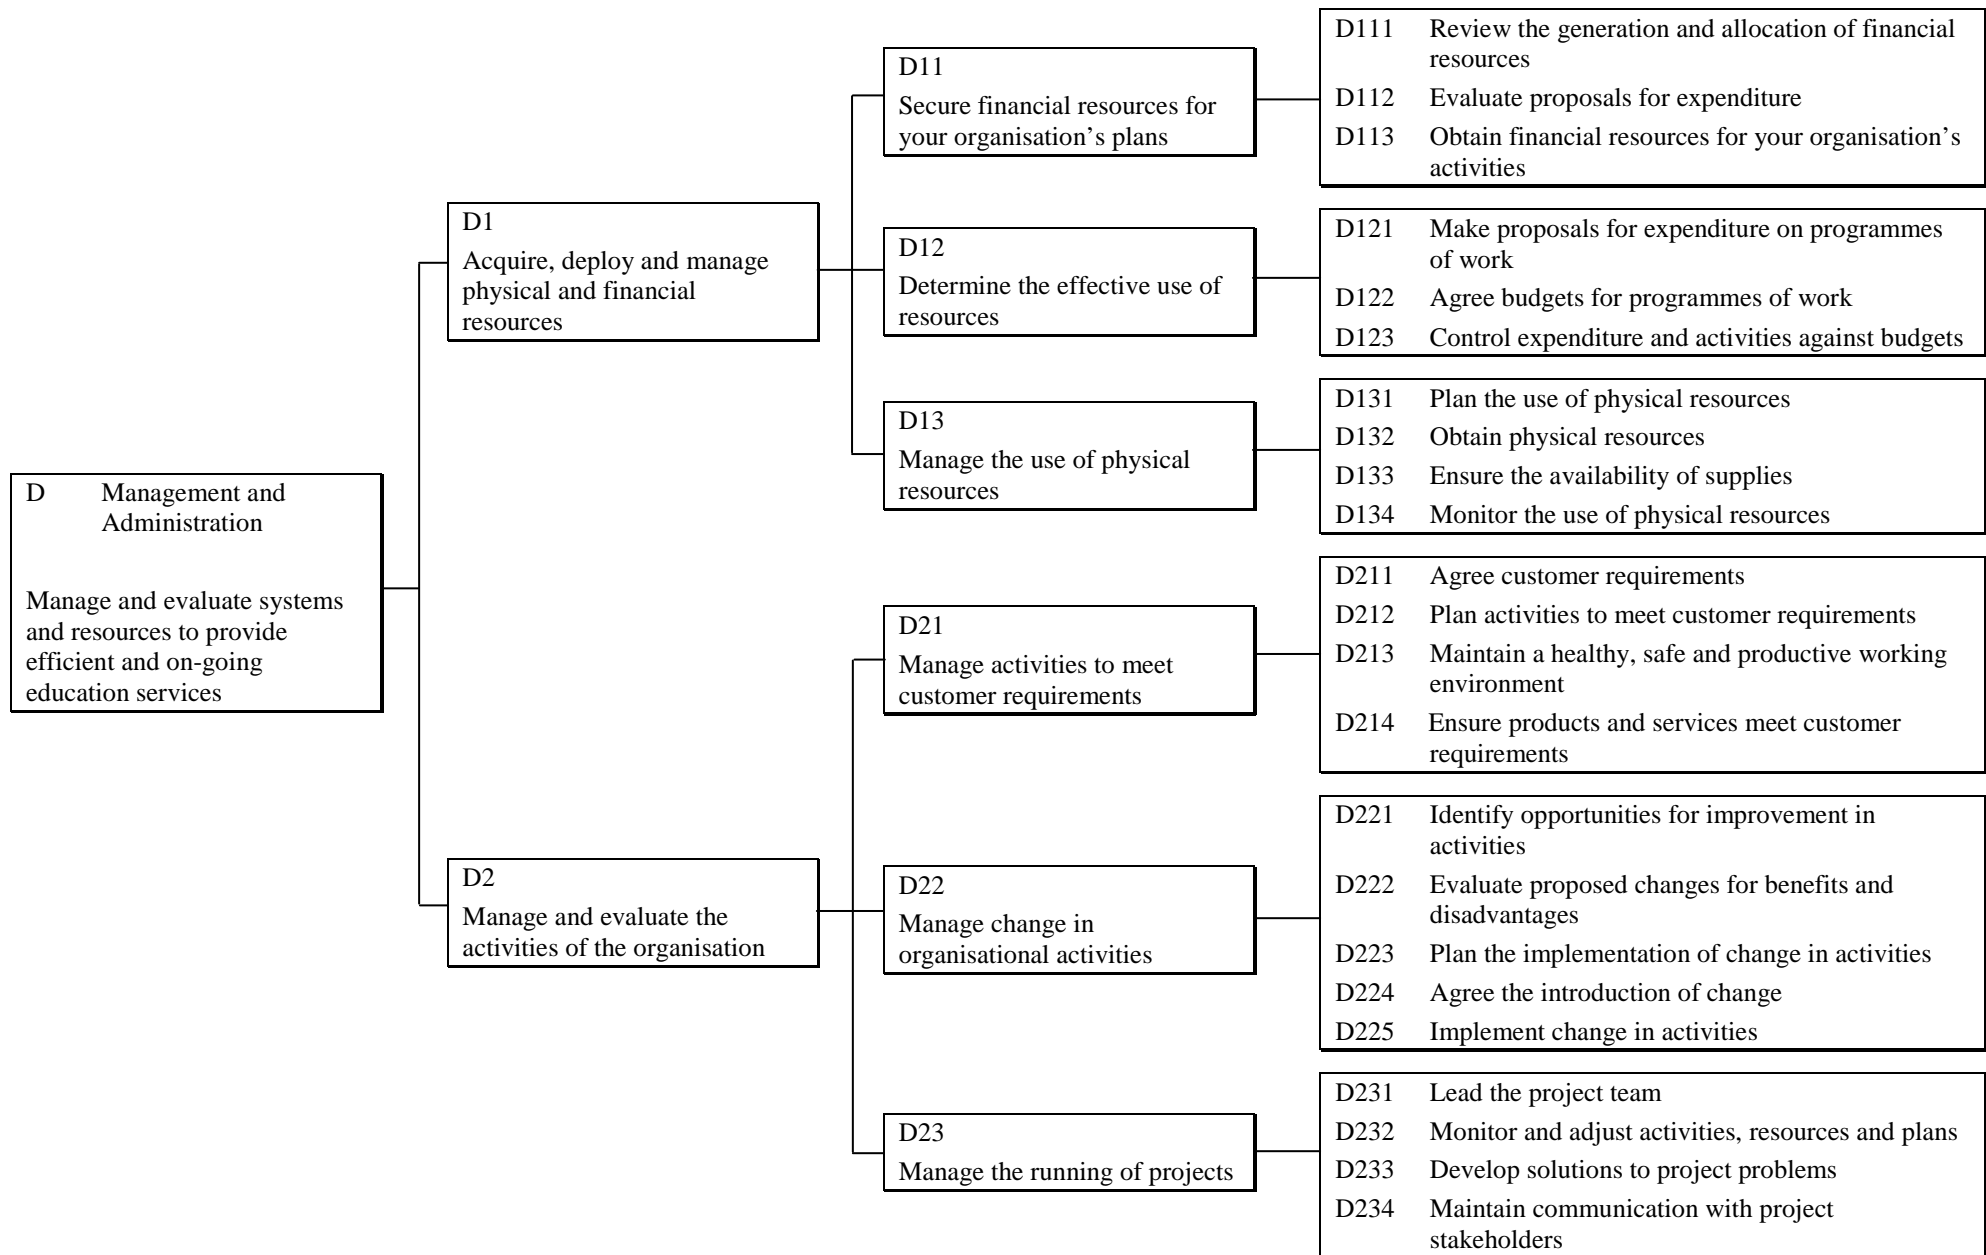 D Management and
Administration
Manage and evaluate systems
and resources to provide
efficient and on-going
education services
D1
Acquire, deploy and manage
physical and financial
resources
D11
Secure financial resources for
your organisation’s plans
D111 Review the generation and allocation of financial
resources
D112 Evaluate proposals for expenditure
D113 Obtain financial resources for your organisation’s
activities
D12
Determine the effective use of
resources
D121 Make proposals for expenditure on programmes
of work
D122 Agree budgets for programmes of work
D123 Control expenditure and activities against budgets
D13
Manage the use of physical
resources
D131 Plan the use of physical resources
D132 Obtain physical resources
D133 Ensure the availability of supplies
D134 Monitor the use of physical resources
D2
Manage and evaluate the
activities of the organisation
D21
Manage activities to meet
customer requirements
D211 Agree customer requirements
D212 Plan activities to meet customer requirements
D213 Maintain a healthy, safe and productive working
environment
D214 Ensure products and services meet customer
requirements
D22
Manage change in
organisational activities
D221 Identify opportunities for improvement in
activities
D222 Evaluate proposed changes for benefits and
disadvantages
D223 Plan the implementation of change in activities
D224 Agree the introduction of change
D225 Implement change in activities
D23
Manage the running of projects
D231 Lead the project team
D232 Monitor and adjust activities, resources and plans
D233 Develop solutions to project problems
D234 Maintain communication with project
stakeholders